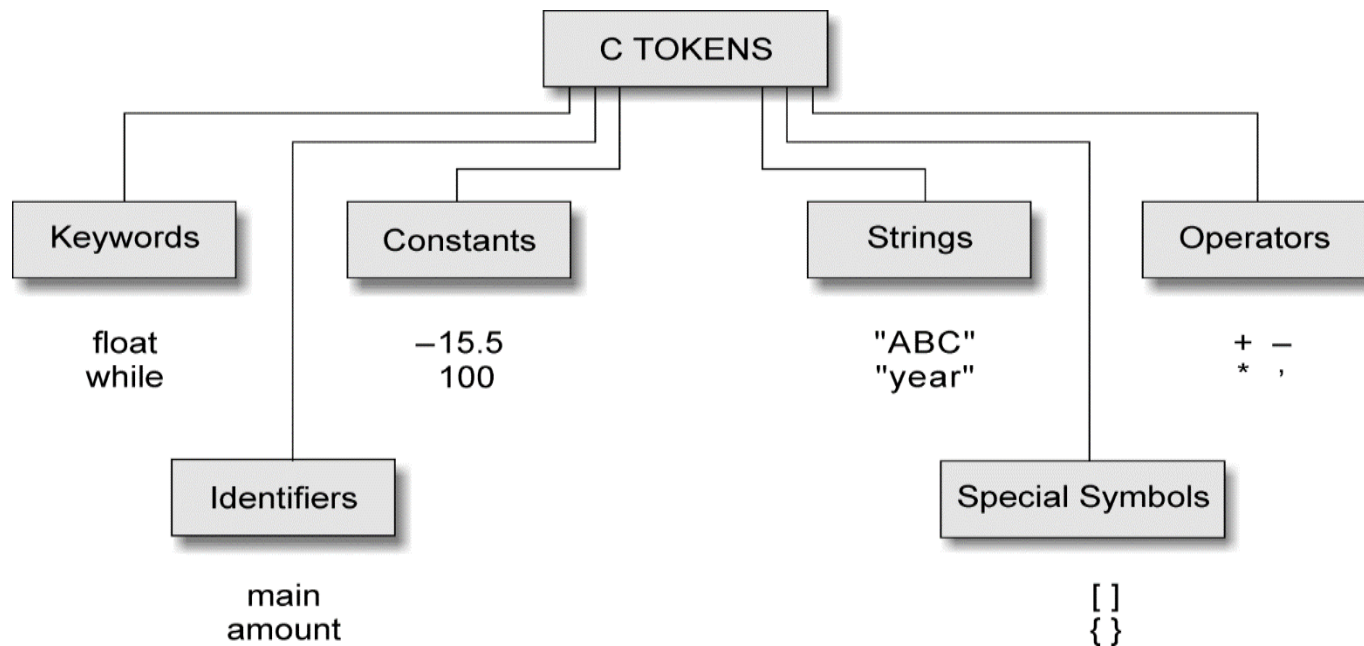 C TOKENS
Keywords
Constants
Strings
Operators
float
while
–15.5
100
"ABC"
"year"
+ –
* ,
Identifiers
Special Symbols
main
amount
[ ]
{ }